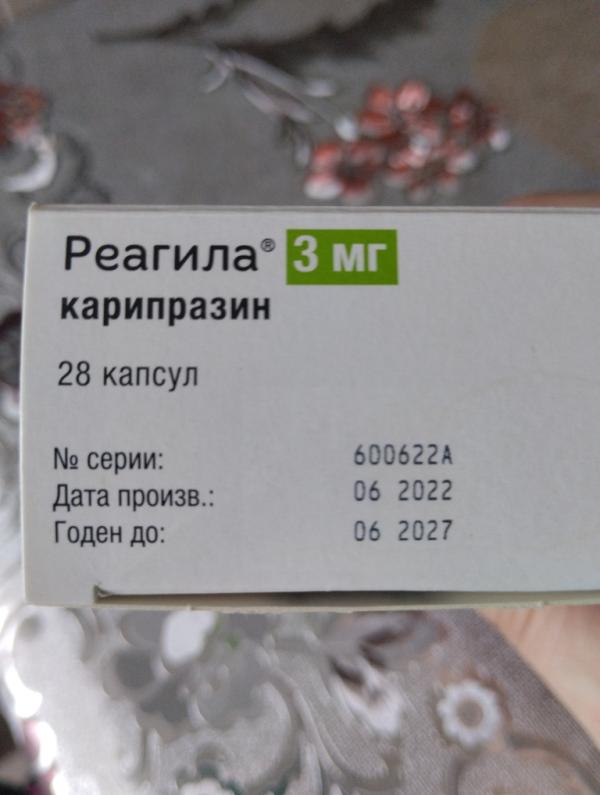 Реагила® 3 мг
карипразин
28 капсул
№ серии: 600622A
Дата произв.: 06 2022
Годен до: 06 2027